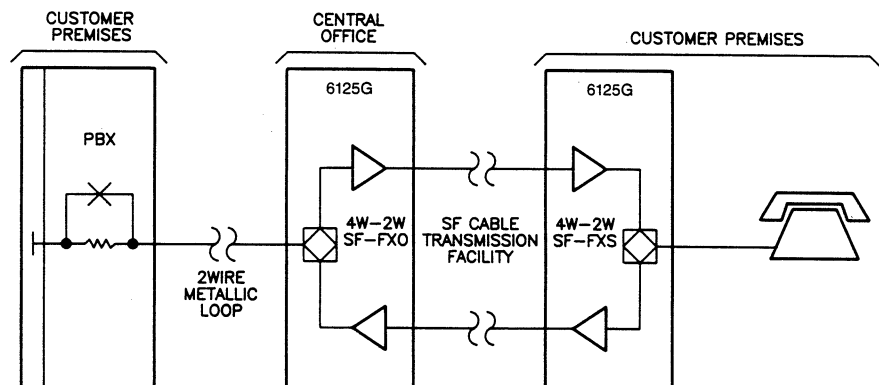 CUSTOMER
PREMISES
CENTRAL
OFFICE
CUSTOMER PREMISES
6125G
6125G
PBX
4W-2W
SF-FXO
SF CABLE
TRANSMISSION
FACILITY
4W-2W
SF-FXS
2WIRE
METALLIC
LOOP